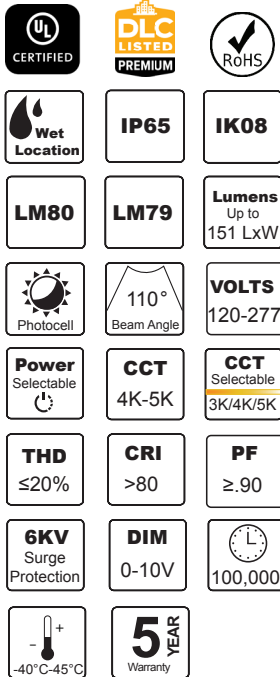 UL
CERTIFIED
DLC
LISTED
PREMIUM
RoHS
Wet
Location
IP65
IK08
LM80
LM79
Lumens
Up to
151 LxW
Photocell
110°
Beam Angle
VOLTS
120-277
Power
Selectable
CCT
4K-5K
CCT
Selectable
3K/4K/5K
THD
≤20%
CRI
>80
PF
≥.90
6KV
Surge
Protection
DIM
0-10V
100,000
- +
-40°C-45°C
5 YEAR
Warranty